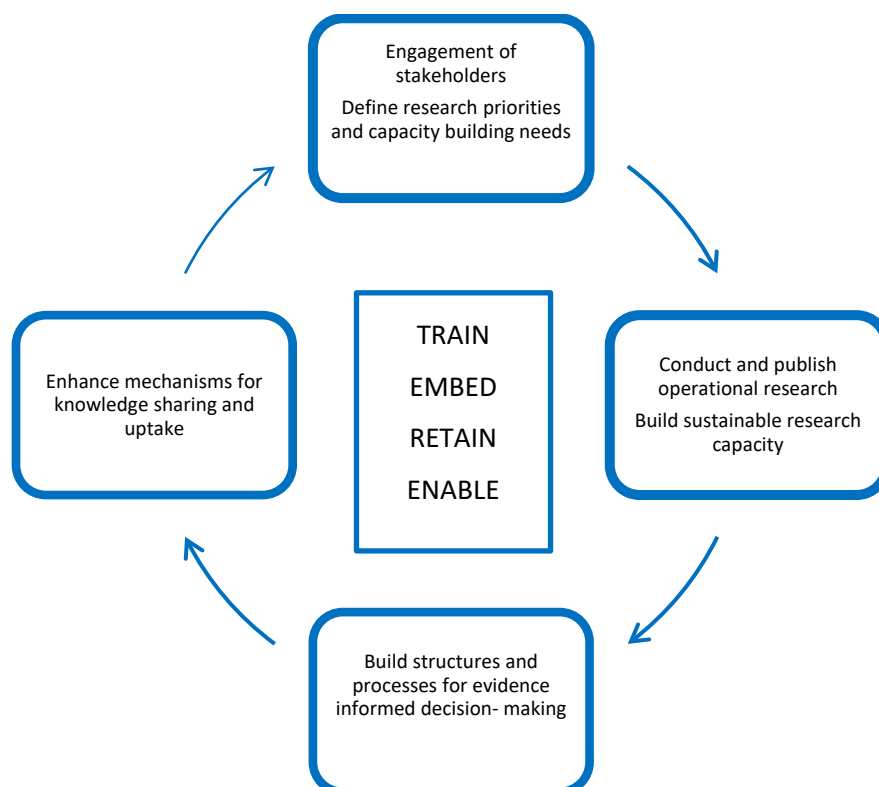 Engagement of
stakeholders
Define research priorities
and capacity building needs
Conduct and publish
operational research
Build sustainable research
capacity
Build structures and
processes for evidence
informed decision- making
Enhance mechanisms for
knowledge sharing and
uptake
TRAIN
EMBED
RETAIN
ENABLE